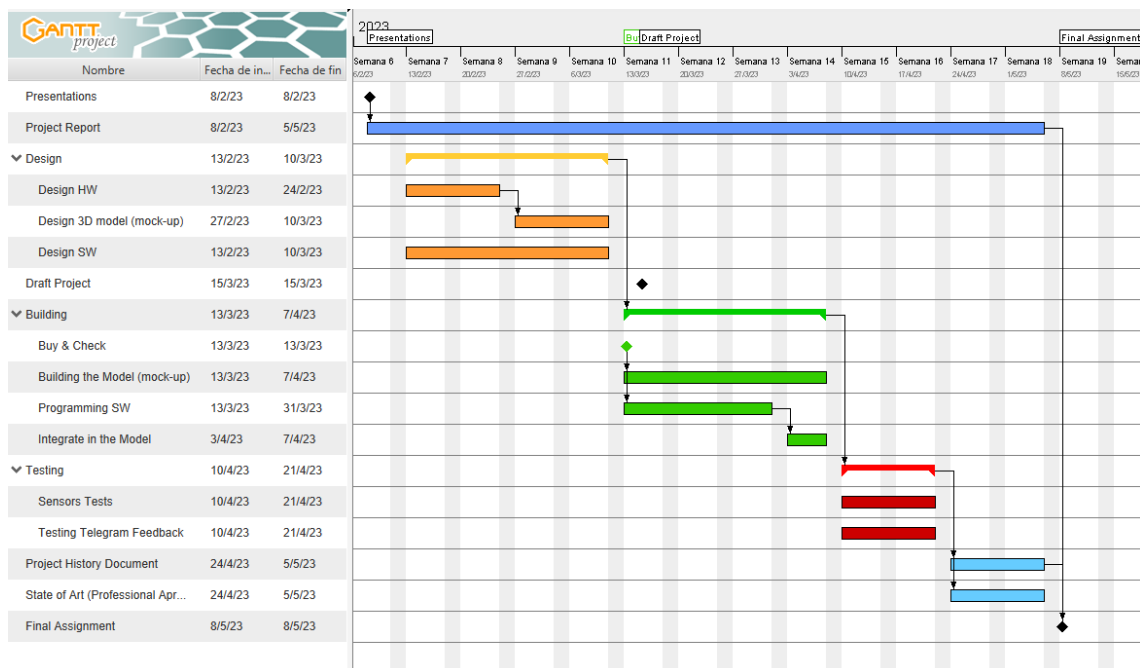 GANTT
project
2023
Presentations
Bu
Draft Project
Final Assignment
Nombre Fecha de in... Fecha de fin
Semana 6 Semana 7 Semana 8 Semana 9 Semana 10 Semana 11 Semana 12 Semana 13 Semana 14 Semana 15 Semana 16 Semana 17 Semana 18 Semana 19 Seman
6/2/23 13/2/23 20/2/23 27/2/23 6/3/23 13/3/23 20/3/23 27/3/23 3/4/23 10/4/23 17/4/23 24/4/23 1/5/23 8/5/23 15/5/23
Presentations 8/2/23 8/2/23
Project Report 8/2/23 5/5/23
Design 13/2/23 10/3/23
Design HW 13/2/23 24/2/23
Design 3D model (mock-up) 27/2/23 10/3/23
Design SW 13/2/23 10/3/23
Draft Project 15/3/23 15/3/23
Building 13/3/23 7/4/23
Buy & Check 13/3/23 13/3/23
Building the Model (mock-up) 13/3/23 7/4/23
Programming SW 13/3/23 31/3/23
Integrate in the Model 3/4/23 7/4/23
Testing 10/4/23 21/4/23
Sensors Tests 10/4/23 21/4/23
Testing Telegram Feedback 10/4/23 21/4/23
Project History Document 24/4/23 5/5/23
State of Art (Professional Apr... 24/4/23 5/5/23
Final Assignment 8/5/23 8/5/23